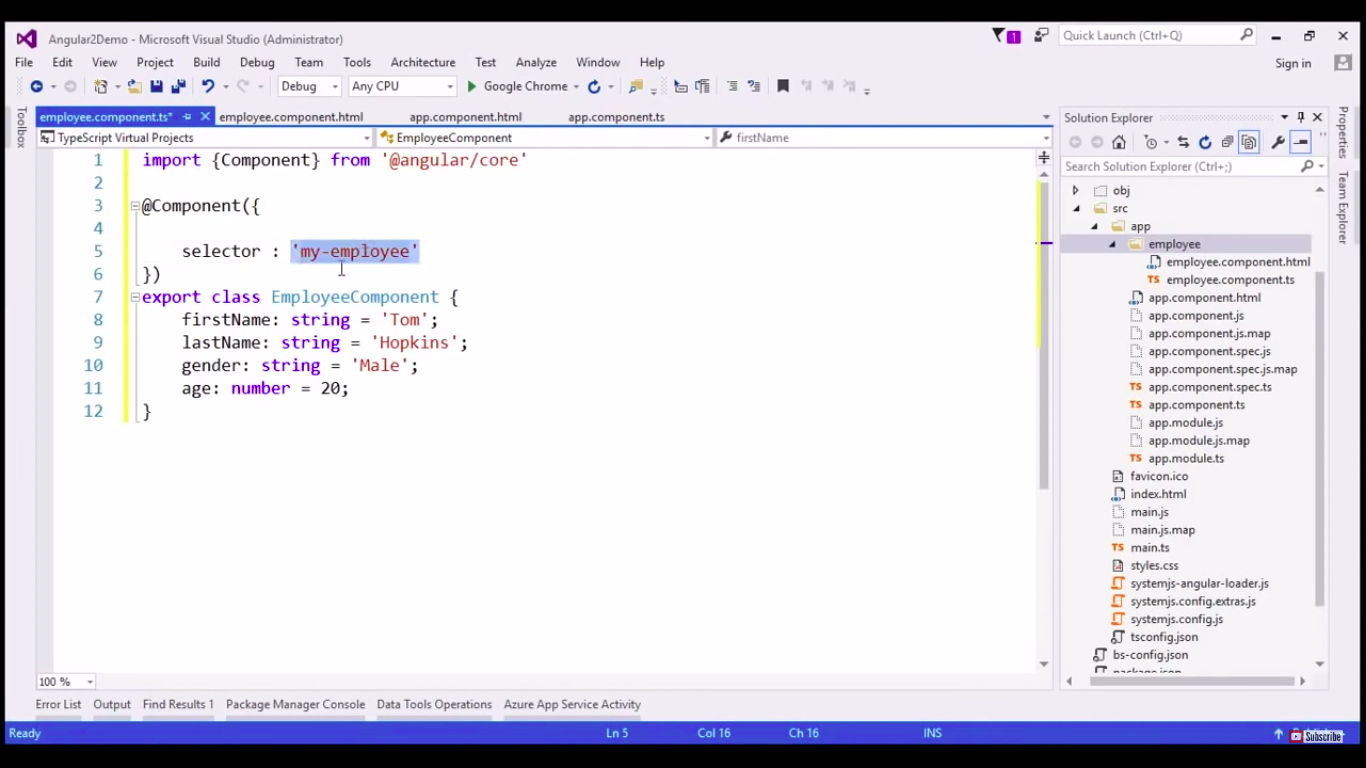 Angular2Demo - Microsoft Visual Studio (Administrator)
1
Quick Launch (Ctrl+Q)
File Edit View Project Build Debug Team Tools Architecture Test Analyze Window Help
Sign in
Debug Any CPU Google Chrome
Toolbox
employee.component.ts* employee.component.html app.component.html app.component.ts
TypeScript Virtual Projects EmployeeComponent firstName
1 import {Component} from '@angular/core'
2
3 @Component({
4
5 selector : 'my-employee'
6 })
7 export class EmployeeComponent {
8 firstName: string = 'Tom';
9 lastName: string = 'Hopkins';
10 gender: string = 'Male';
11 age: number = 20;
12 }
100 %
Solution Explorer
Search Solution Explorer (Ctrl+;)
obj
src
app
employee
employee.component.html
TS employee.component.ts
app.component.html
app.component.js
app.component.js.map
app.component.spec.js
app.component.spec.js.map
TS app.component.spec.ts
TS app.component.ts
app.module.js
app.module.js.map
TS app.module.ts
favicon.ico
index.html
main.js
main.js.map
TS main.ts
styles.css
systemjs-angular-loader.js
systemjs.config.extras.js
systemjs.config.js
tsconfig.json
bs-config.json
package.json
Properties
Team Explorer
Error List Output Find Results 1 Package Manager Console Data Tools Operations Azure App Service Activity
Ready Ln 5 Col 16 Ch 16 INS
Subscribe